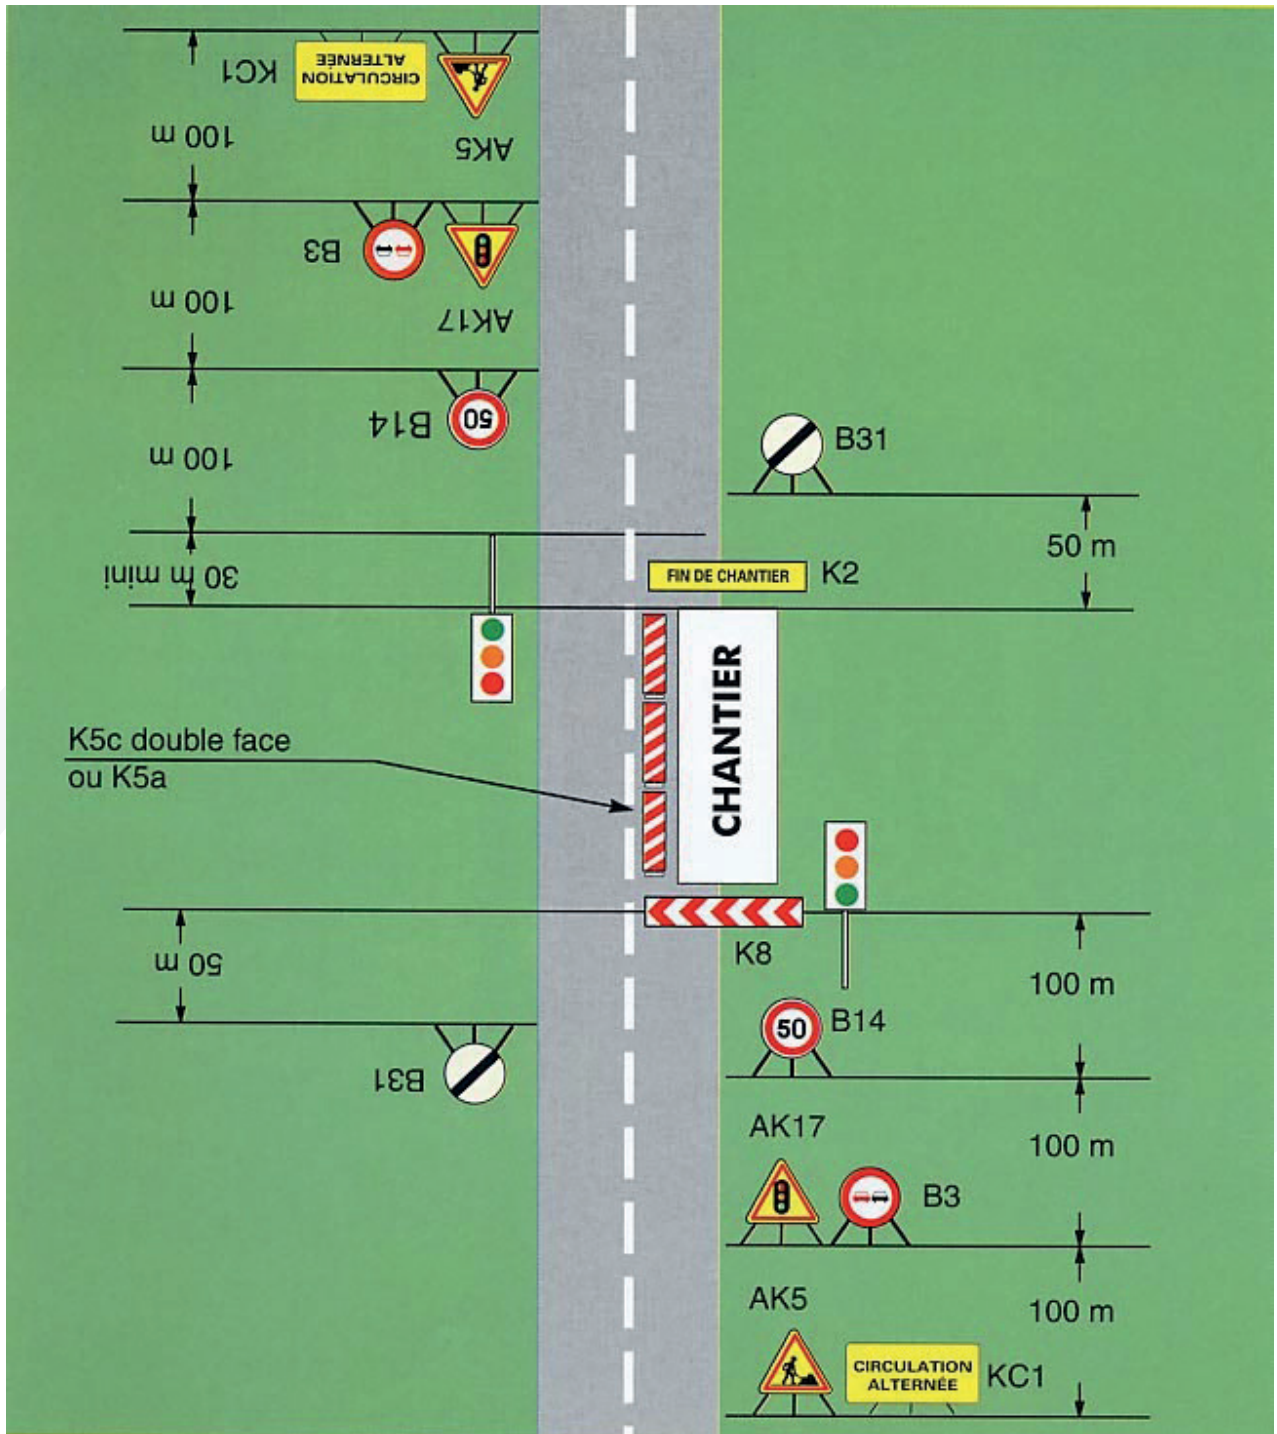 KC1
CIRCULATION
ALTERNÉE
AK5
100 m
B3
AK17
100 m
B14
50
100 m
30 m mini
B31
50 m
FIN DE CHANTIER
K2
CHANTIER
K5c double face
ou K5a
K8
50 m
B31
100 m
50
B14
AK17
100 m
B3
AK5
100 m
CIRCULATION
ALTERNÉE
KC1